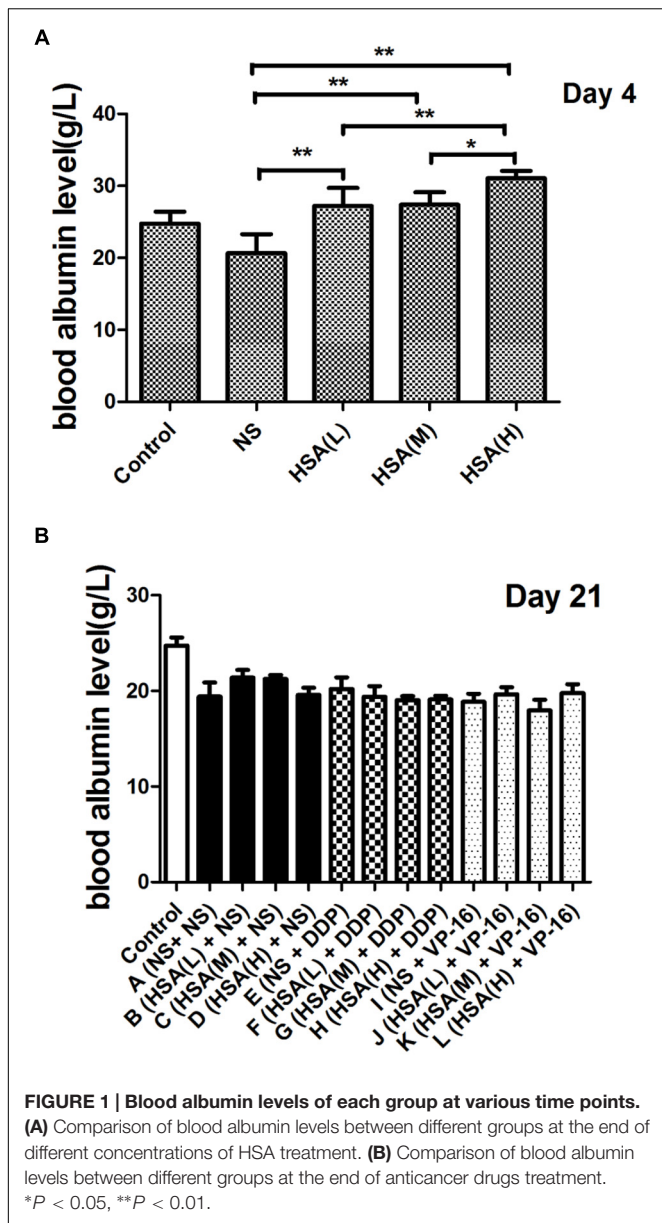 A
**
**
Day 4
**
**
*
blood albumin level(g/L)
40
30
20
10
0
Control
NS
HSA(L)
HSA(M)
HSA(H)
B
Day 21
blood albumin level(g/L)
30
20
10
0
Control
A (NS+ NS)
B (HSA(L) + NS)
C (HSA(M) + NS)
D (HSA(H) + NS)
E (NS + DDP)
F (HSA(L) + DDP)
G (HSA(M) + DDP)
H (HSA(H) + DDP)
I (NS + VP-16)
J (HSA(L) + VP-16)
K (HSA(M) + VP-16)
L (HSA(H) + VP-16)
FIGURE 1 | Blood albumin levels of each group at various time points.
(A) Comparison of blood albumin levels between different groups at the end of
different concentrations of HSA treatment. (B) Comparison of blood albumin
levels between different groups at the end of anticancer drugs treatment.
*P < 0.05, **P < 0.01.